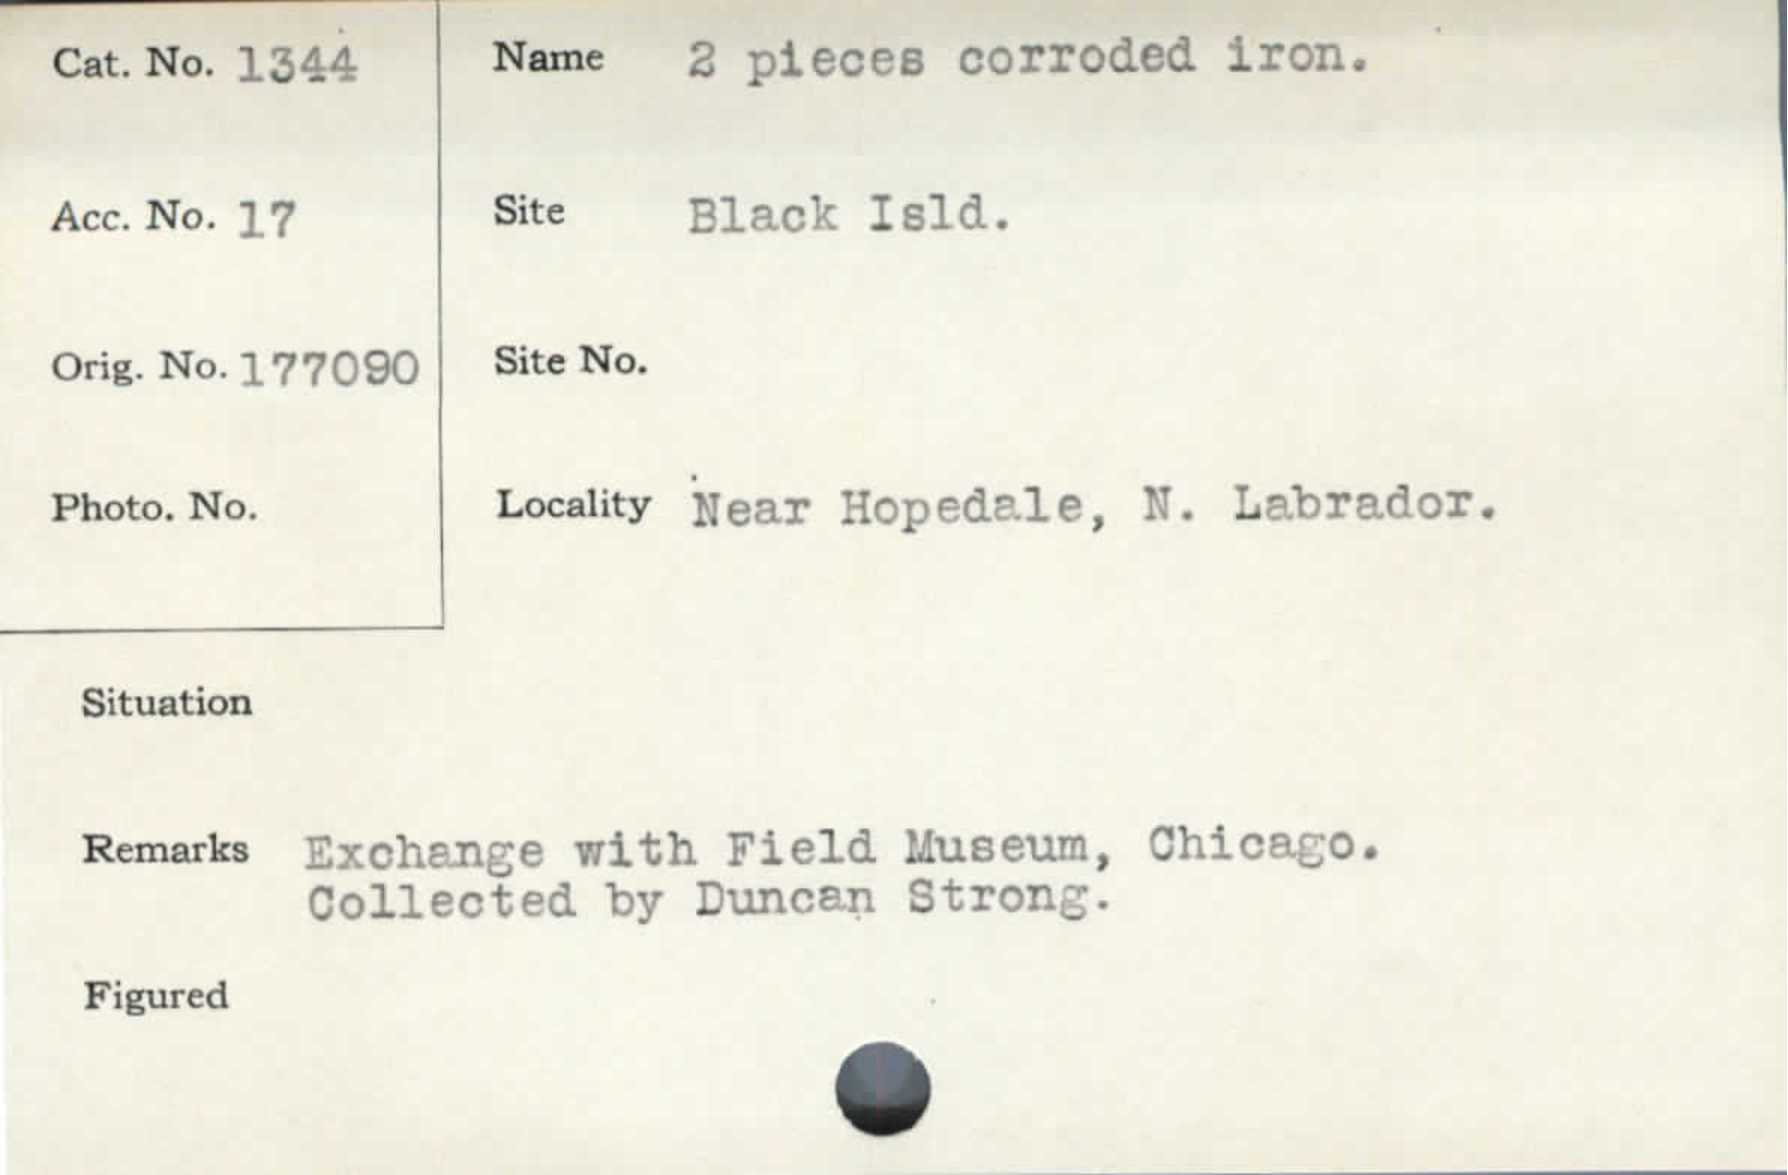 Cat. No. 1344
Name 2 pieces corroded iron.
Acc. No. 17
Site Black Isld.
Orig. No. 177090
Site No.
Photo. No.
Locality Near Hopedale, N. Labrador.
Situation
Remarks Exchange with Field Museum, Chicago.
Collected by Duncan Strong.
Figured